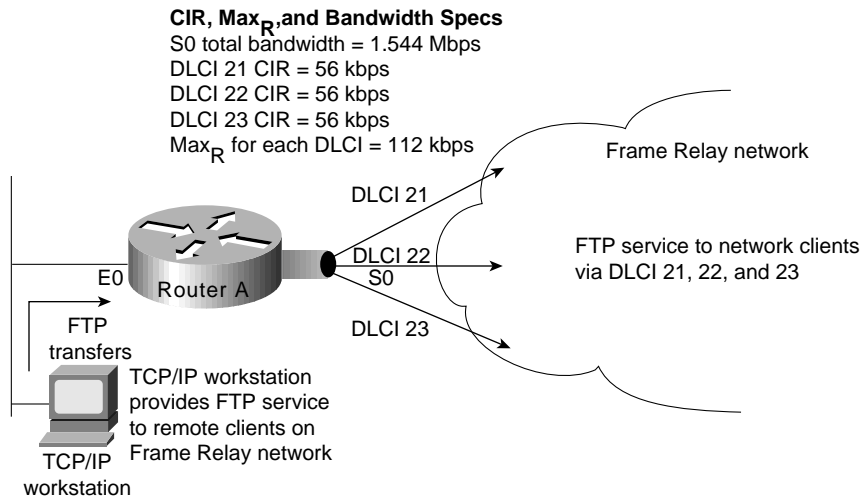 CIR, MaxR,and Bandwidth Specs
S0 total bandwidth = 1.544 Mbps
DLCI 21 CIR = 56 kbps
DLCI 22 CIR = 56 kbps
DLCI 23 CIR = 56 kbps
MaxR for each DLCI = 112 kbps
Frame Relay network
DLCI 21
DLCI 22
S0
DLCI 23
FTP service to network clients
via DLCI 21, 22, and 23
E0
Router A
FTP
transfers
TCP/IP workstation
provides FTP service
to remote clients on
Frame Relay network
TCP/IP
workstation